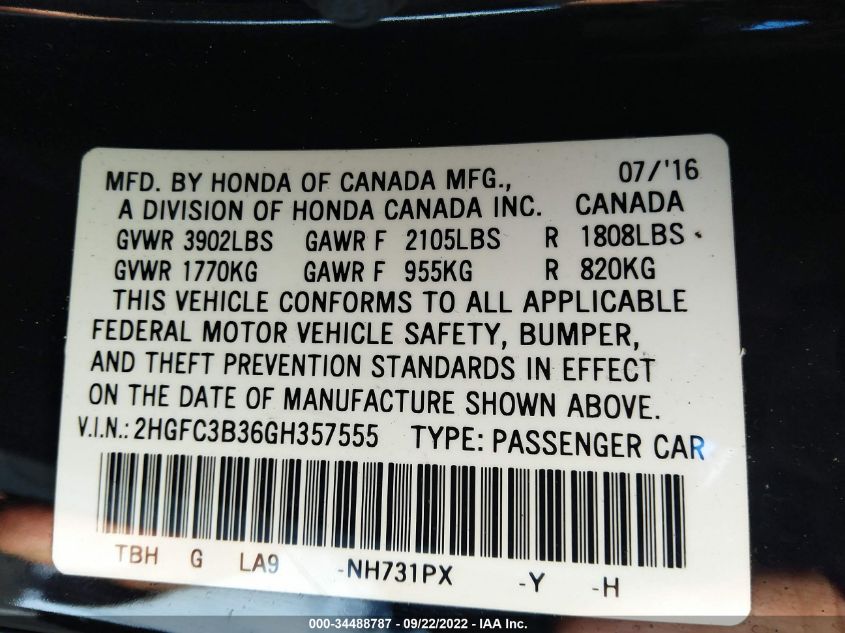 MFD. BY HONDA OF CANADA MFG., 07/'16
A DIVISION OF HONDA CANADA INC. CANADA
GVWR 3902LBS GAWR F 2105LBS R 1808LBS
GVWR 1770KG GAWR F 955KG R 820KG
THIS VEHICLE CONFORMS TO ALL APPLICABLE
FEDERAL MOTOR VEHICLE SAFETY, BUMPER,
AND THEFT PREVENTION STANDARDS IN EFFECT
ON THE DATE OF MANUFACTURE SHOWN ABOVE.
V.I.N.: 2HGFC3B36GH357555 TYPE: PASSENGER CAR
TBH G LA9 -NH731PX -Y -H
000-34488787 - 09/22/2022 - IAA Inc.